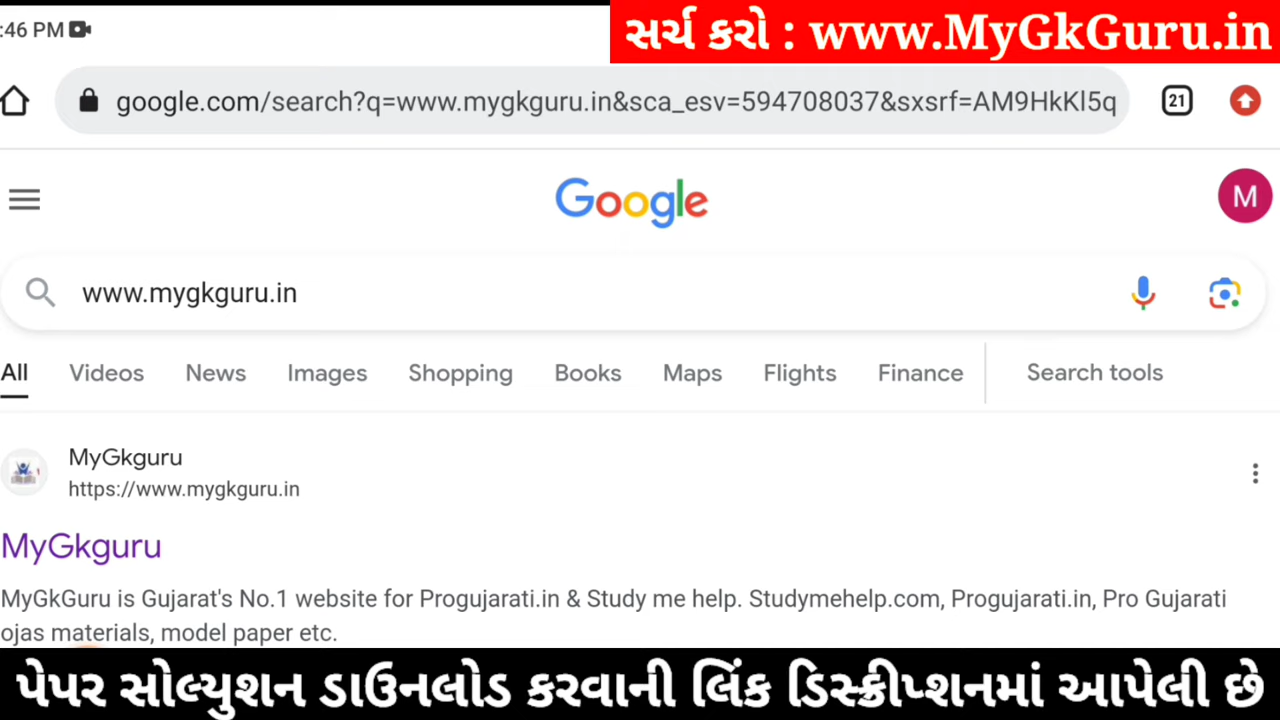 :46 PM
સર્ચ કરો : www.MyGkGuru.in
google.com/search?q=www.mygkguru.in&sca_esv=594708037&sxsrf=AM9HkKl5q
21
Google
M
www.mygkguru.in
All Videos News Images Shopping Books Maps Flights Finance Search tools
MyGkguru
https://www.mygkguru.in
MyGkguru
MyGkGuru is Gujarat's No.1 website for Progujarati.in & Study me help. Studymehelp.com, Progujarati.in, Pro Gujarati
ojas materials, model paper etc.
પેપર સોલ્યુશન ડાઉનલોડ કરવાની લિંક ડિસ્ક્રીપ્શનમાં આપેલી છે